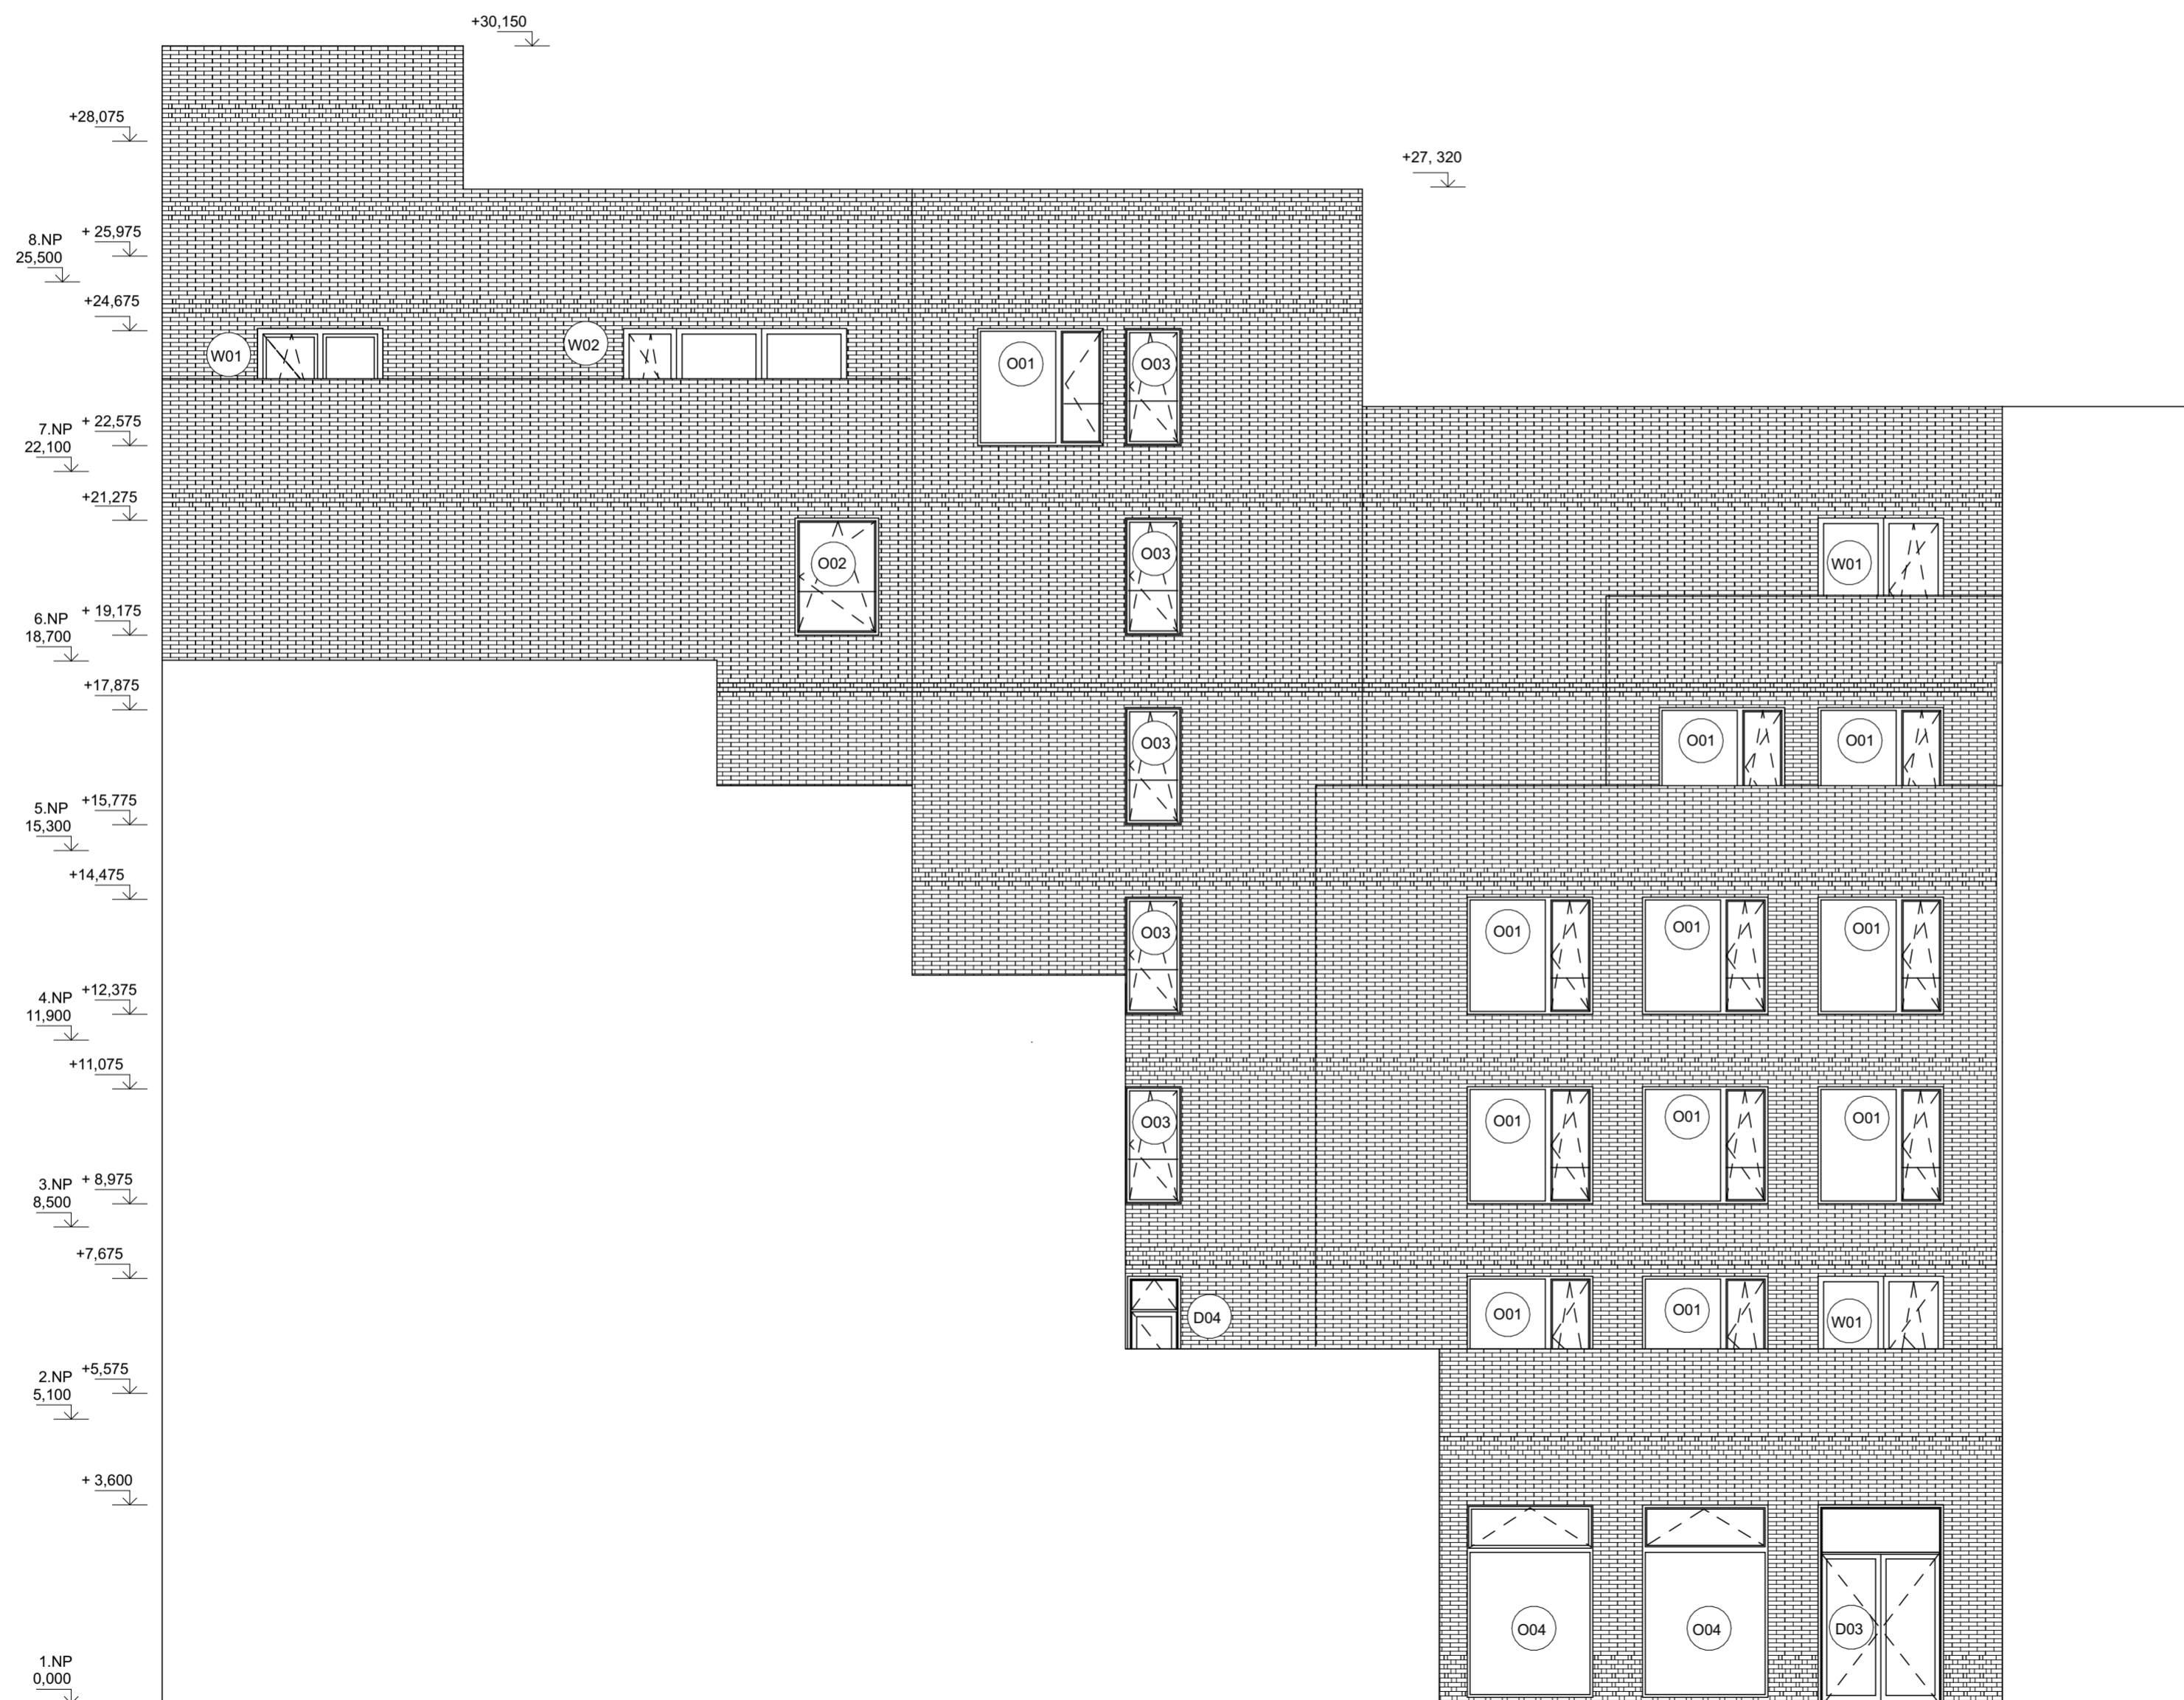 +30,150
+28,075
+27, 320
+ 25,975
8.NP
25,500
+24,675
W01
W02
O01
O03
+ 22,575
7.NP
22,100
+21,275
O02
O03
W01
+ 19,175
6.NP
18,700
+17,875
O03
O01
O01
+15,775
5.NP
15,300
+14,475
O03
O01
O01
O01
+12,375
4.NP
11,900
+11,075
O03
O01
O01
O01
+ 8,975
3.NP
8,500
+7,675
D04
O01
O01
W01
+5,575
2.NP
5,100
+ 3,600
O04
O04
D03
1.NP
0,000